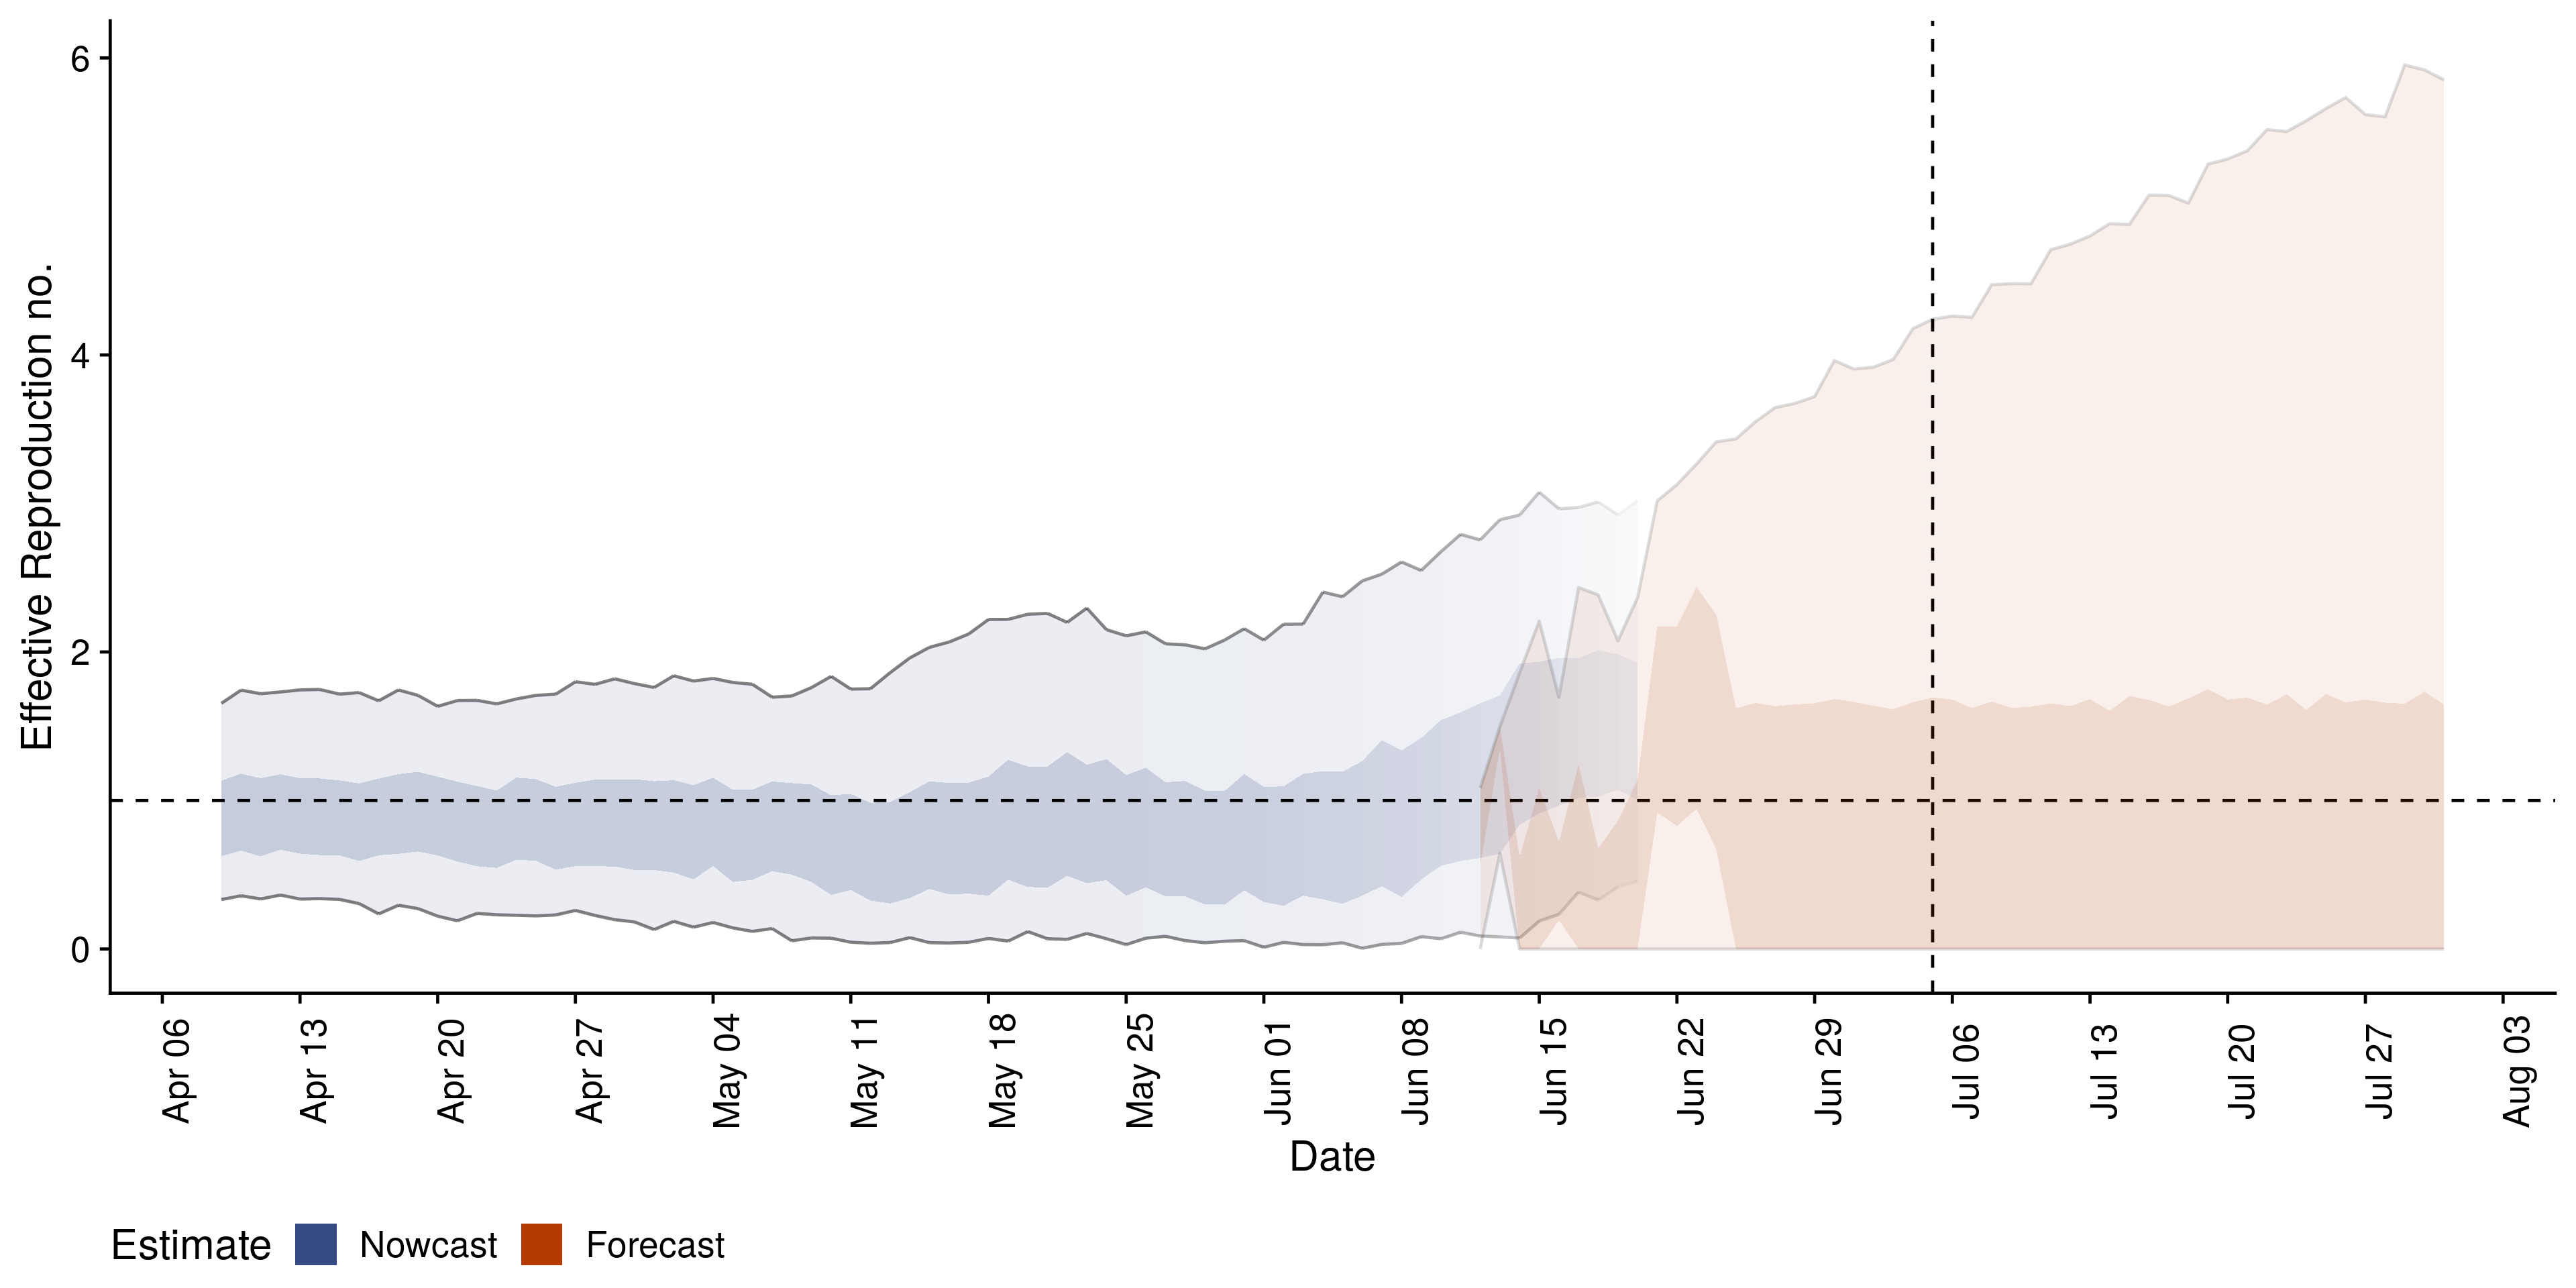 Effective Reproduction no.
6
4
2
0
Apr 06
Apr 13
Apr 20
Apr 27
May 04
May 11
May 18
May 25
Jun 01
Jun 08
Jun 15
Jun 22
Jun 29
Jul 06
Jul 13
Jul 20
Jul 27
Aug 03
Date
Estimate Nowcast Forecast